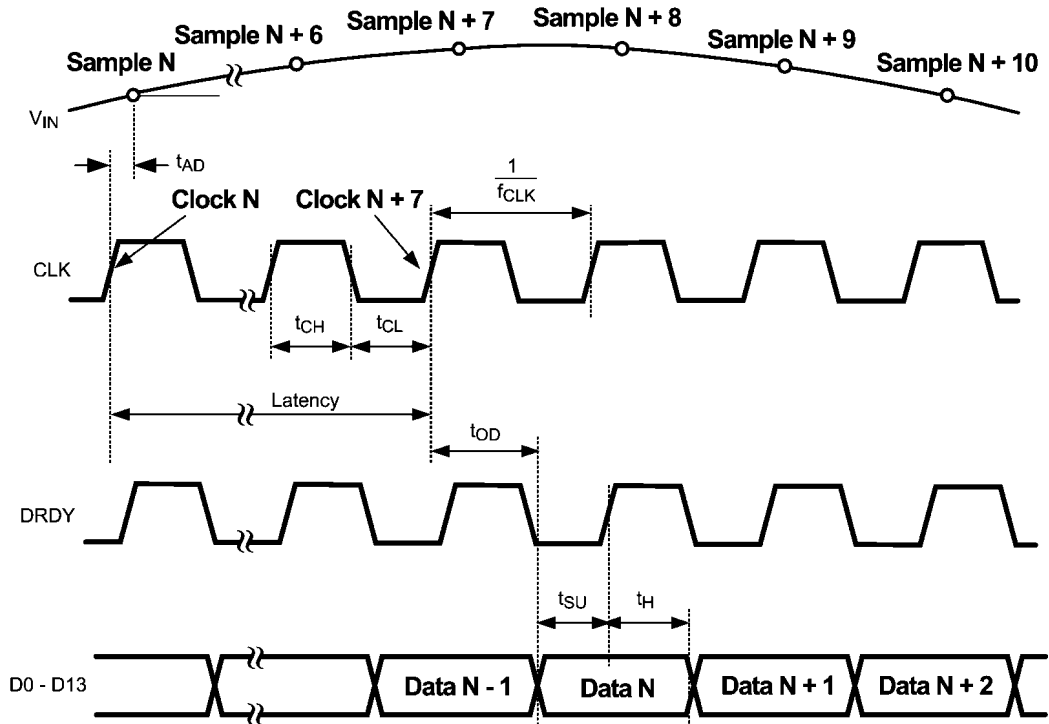 Sample N
Sample N + 6
Sample N + 7
Sample N + 8
Sample N + 9
Sample N + 10
VIN
tAD
Clock N
Clock N + 7
1
fCLK
CLK
tCH
tCL
Latency
tOD
DRDY
tSU
tH
D0 - D13
Data N - 1
Data N
Data N + 1
Data N + 2